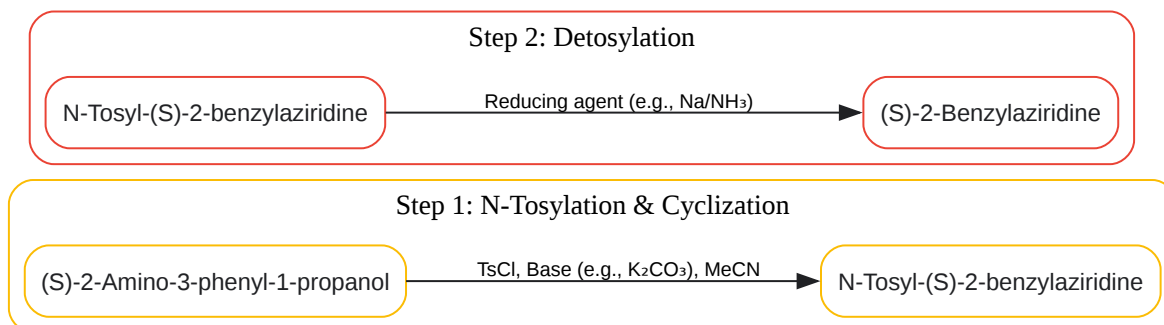 Step 2: Detosylation
N-Tosyl-(S)-2-benzylaziridine
Reducing agent (e.g., Na/NH₃)
(S)-2-Benzylaziridine
Step 1: N-Tosylation & Cyclization
(S)-2-Amino-3-phenyl-1-propanol
TsCl, Base (e.g., K₂CO₃), MeCN
N-Tosyl-(S)-2-benzylaziridine